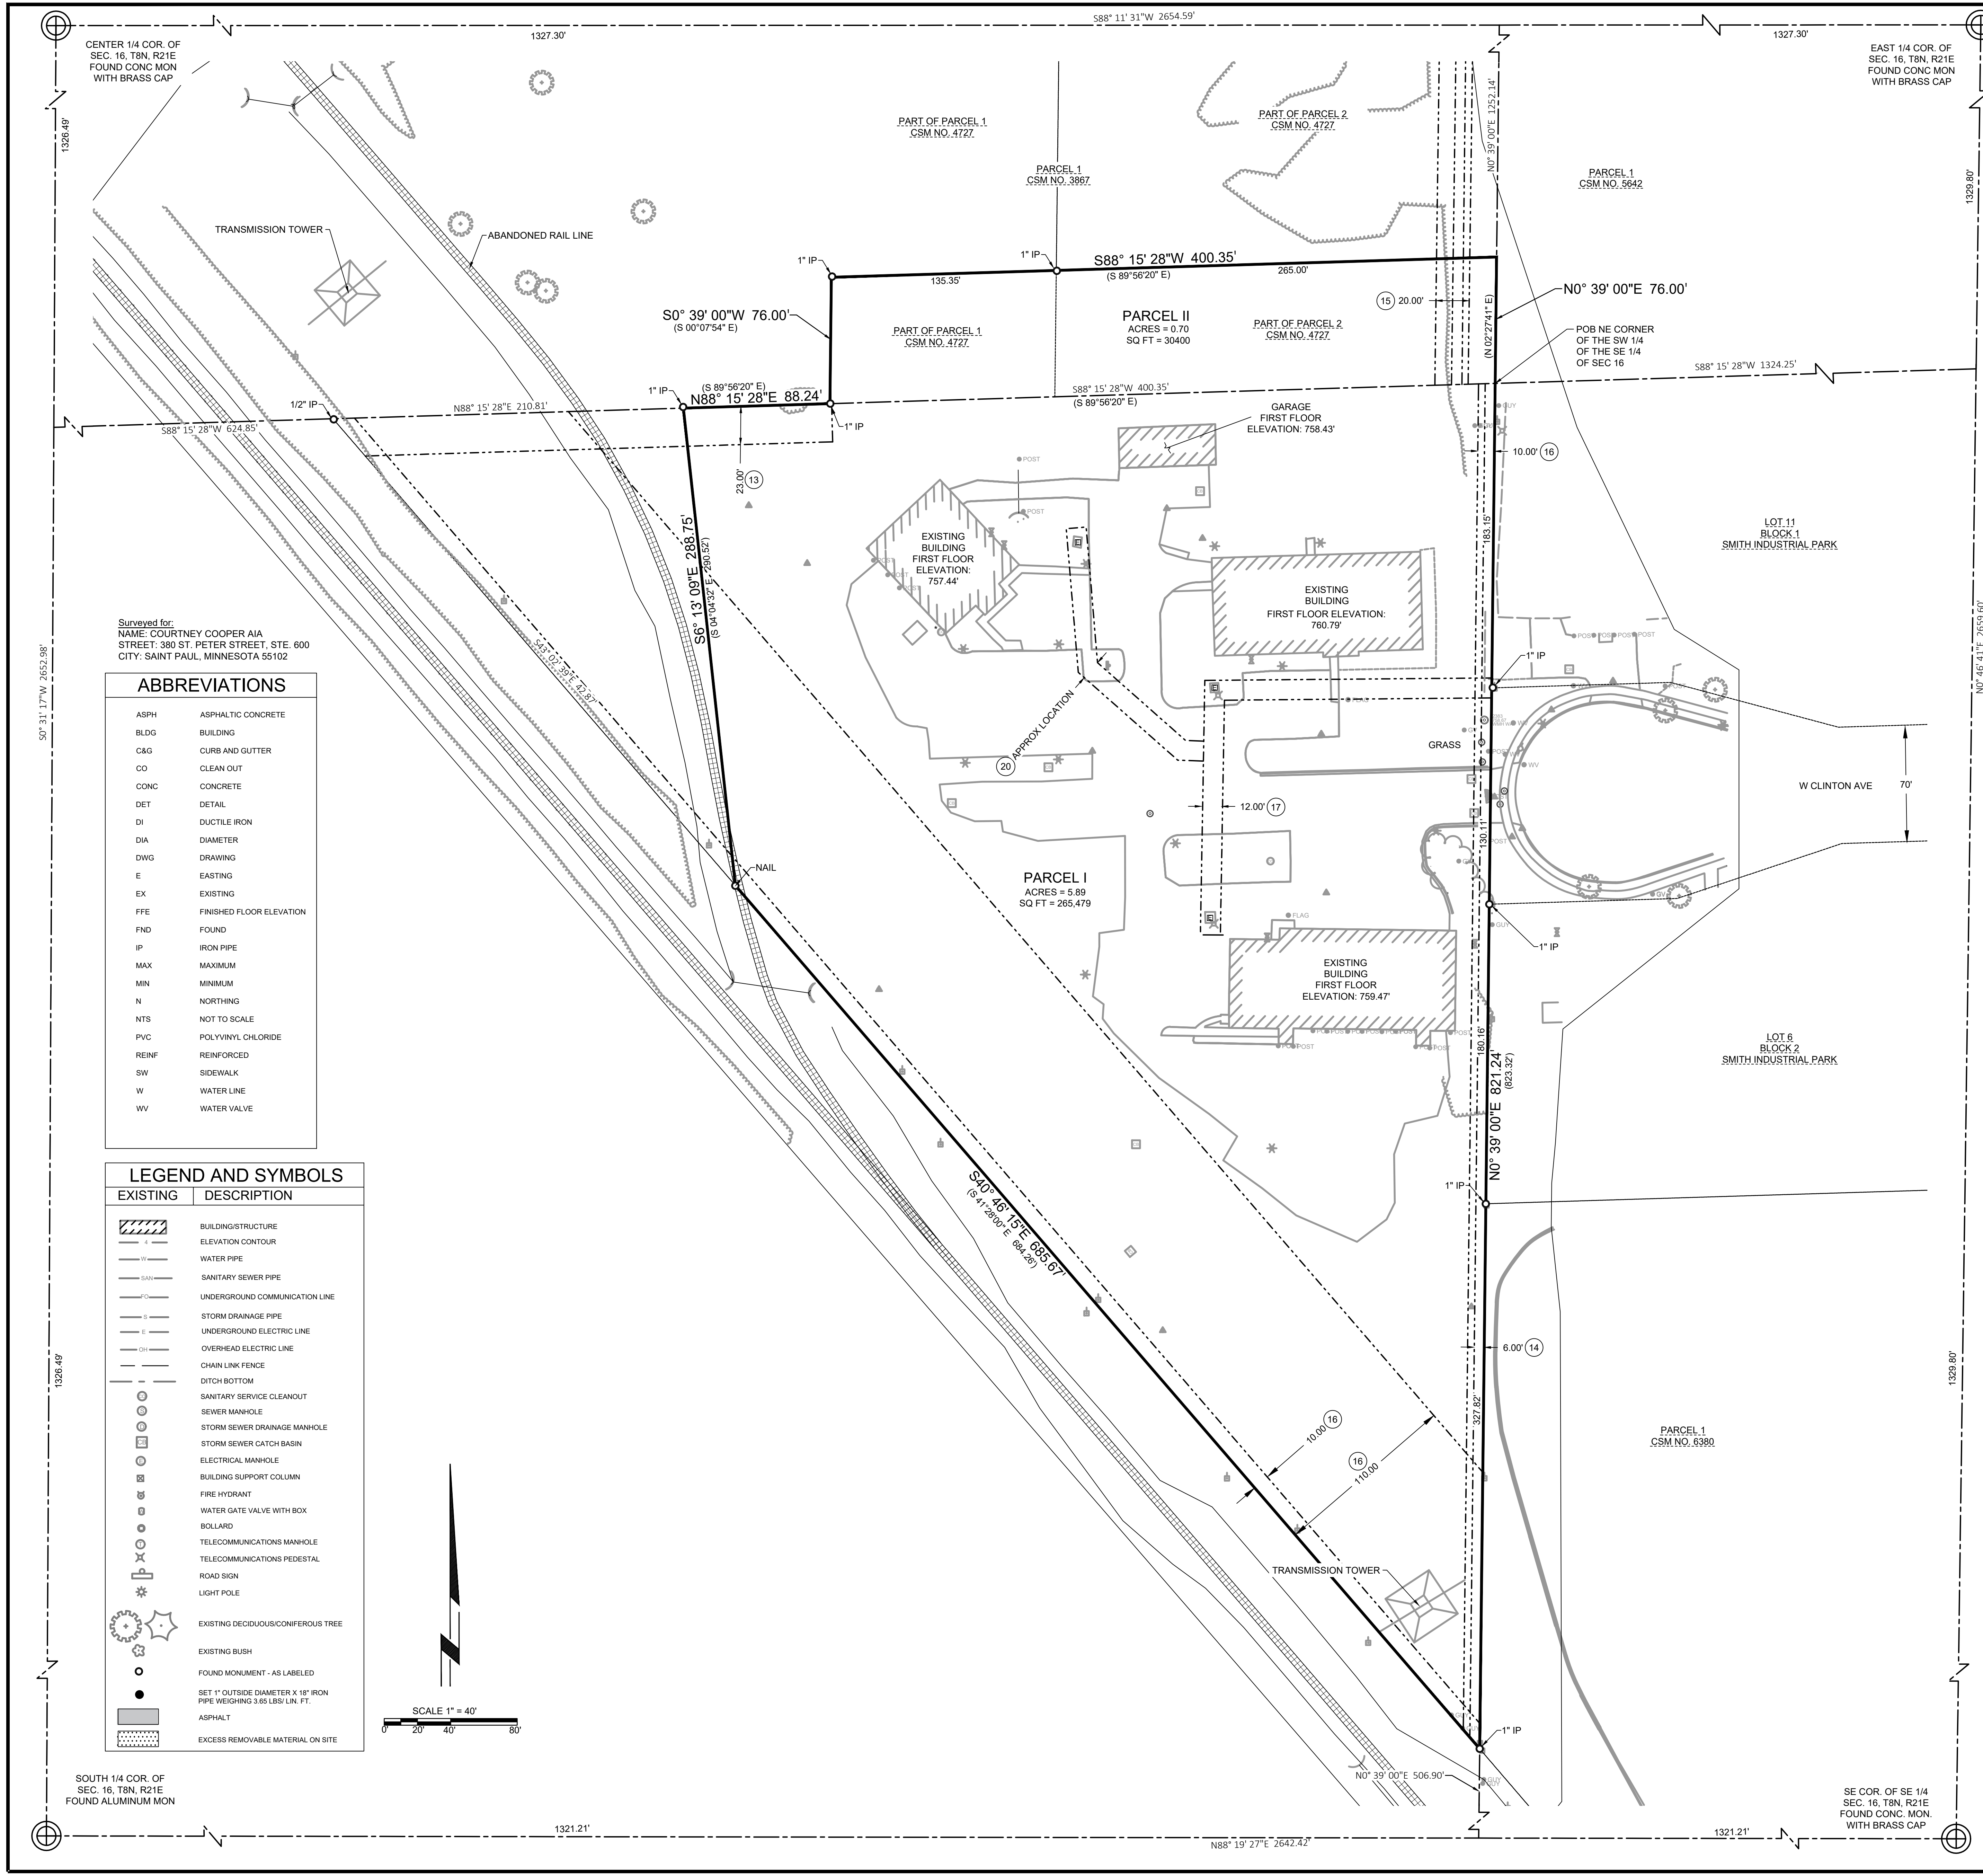 S88° 11' 31"W 2654.59'
1327.30'
1327.30'
CENTER 1/4 COR. OF
SEC. 16, T8N, R21E
FOUND CONC MON
WITH BRASS CAP
EAST 1/4 COR. OF
SEC. 16, T8N, R21E
FOUND CONC MON
WITH BRASS CAP
1326.49'
N0° 39' 00"E 1252.14'
1329.80'
PART OF PARCEL 1
CSM NO. 4727
PART OF PARCEL 2
CSM NO. 4727
PARCEL 1
CSM NO. 3867
PARCEL 1
CSM NO. 5642
TRANSMISSION TOWER
ABANDONED RAIL LINE
1" IP
1" IP
S88° 15' 28"W 400.35'
(S 89°56'20" E)
135.35'
265.00'
N0° 39' 00"E 76.00'
(N 02°27'41" E)
15 20.00'
S0° 39' 00"W 76.00'
(S 00°07'54" E)
PART OF PARCEL 1
CSM NO. 4727
PARCEL II
ACRES = 0.70
SQ FT = 30400
PART OF PARCEL 2
CSM NO. 4727
POB NE CORNER
OF THE SW 1/4
OF THE SE 1/4
OF SEC 16
S88° 15' 28"W 1324.25'
1" IP
(S 89°56'20" E)
N88° 15' 28"E 88.24'
S88° 15' 28"W 400.35'
(S 89°56'20" E)
1/2" IP
N88° 15' 28"E 210.81'
S88° 15' 28"W 624.85'
1" IP
GARAGE
FIRST FLOOR
ELEVATION: 758.43'
GUY
10.00' 16
23.00'
13
POST
POST
183.15'
LOT 11
BLOCK 1
SMITH INDUSTRIAL PARK
EXISTING
BUILDING
FIRST FLOOR
ELEVATION:
757.44'
S6° 13' 09"E 288.75'
(S 04°04'32" E 290.52')
EXISTING
BUILDING
FIRST FLOOR ELEVATION:
760.79'
Surveyed for:
NAME: COURTNEY COOPER AIA
STREET: 380 ST. PETER STREET, STE. 600
CITY: SAINT PAUL, MINNESOTA 55102
S43° 02' 39"E 42.87'
S0° 31' 17"W 2652.98'
N0° 46' 41"E 2659.60'
1" IP
POST POST POST POST
FLAG
APPROX LOCATION
20
GRASS
WV
W CLINTON AVE
70'
12.00' 17
130.11'
GV
NAIL
PARCEL I
ACRES = 5.89
SQ FT = 265,479
FLAG
GUY
1" IP
EXISTING
BUILDING
FIRST FLOOR
ELEVATION: 759.47'
POST
POST
180.16'
LOT 6
BLOCK 2
SMITH INDUSTRIAL PARK
N0° 39' 00"E 821.24'
(823.32')
1" IP
S40° 46' 15"E 685.67'
(S 41°28'00" E 684.26')
6.00' 14
327.82'
16
10.00
16
110.00
PARCEL 1
CSM NO. 6380
TRANSMISSION TOWER
1" IP
GUY
N0° 39' 00"E 506.90'
1326.49'
1329.80'
ABBREVIATIONS
ASPH ASPHALTIC CONCRETE
BLDG BUILDING
C&G CURB AND GUTTER
CO CLEAN OUT
CONC CONCRETE
DET DETAIL
DI DUCTILE IRON
DIA DIAMETER
DWG DRAWING
E EASTING
EX EXISTING
FFE FINISHED FLOOR ELEVATION
FND FOUND
IP IRON PIPE
MAX MAXIMUM
MIN MINIMUM
N NORTHING
NTS NOT TO SCALE
PVC POLYVINYL CHLORIDE
REINF REINFORCED
SW SIDEWALK
W WATER LINE
WV WATER VALVE
LEGEND AND SYMBOLS
EXISTING DESCRIPTION
BUILDING/STRUCTURE
4 ELEVATION CONTOUR
W WATER PIPE
SAN SANITARY SEWER PIPE
FO UNDERGROUND COMMUNICATION LINE
S STORM DRAINAGE PIPE
E UNDERGROUND ELECTRIC LINE
OH OVERHEAD ELECTRIC LINE
CHAIN LINK FENCE
DITCH BOTTOM
SANITARY SERVICE CLEANOUT
SEWER MANHOLE
STORM SEWER DRAINAGE MANHOLE
STORM SEWER CATCH BASIN
ELECTRICAL MANHOLE
BUILDING SUPPORT COLUMN
FIRE HYDRANT
WATER GATE VALVE WITH BOX
BOLLARD
TELECOMMUNICATIONS MANHOLE
TELECOMMUNICATIONS PEDESTAL
ROAD SIGN
LIGHT POLE
EXISTING DECIDUOUS/CONIFEROUS TREE
EXISTING BUSH
FOUND MONUMENT - AS LABELED
SET 1" OUTSIDE DIAMETER X 18" IRON
PIPE WEIGHING 3.65 LBS/ LIN. FT.
ASPHALT
EXCESS REMOVABLE MATERIAL ON SITE
SCALE 1" = 40'
0' 20' 40' 80'
SOUTH 1/4 COR. OF
SEC. 16, T8N, R21E
FOUND ALUMINUM MON
SE COR. OF SE 1/4
SEC. 16, T8N, R21E
FOUND CONC. MON.
WITH BRASS CAP
1321.21'
N88° 19' 27"E 2642.42'
1321.21'